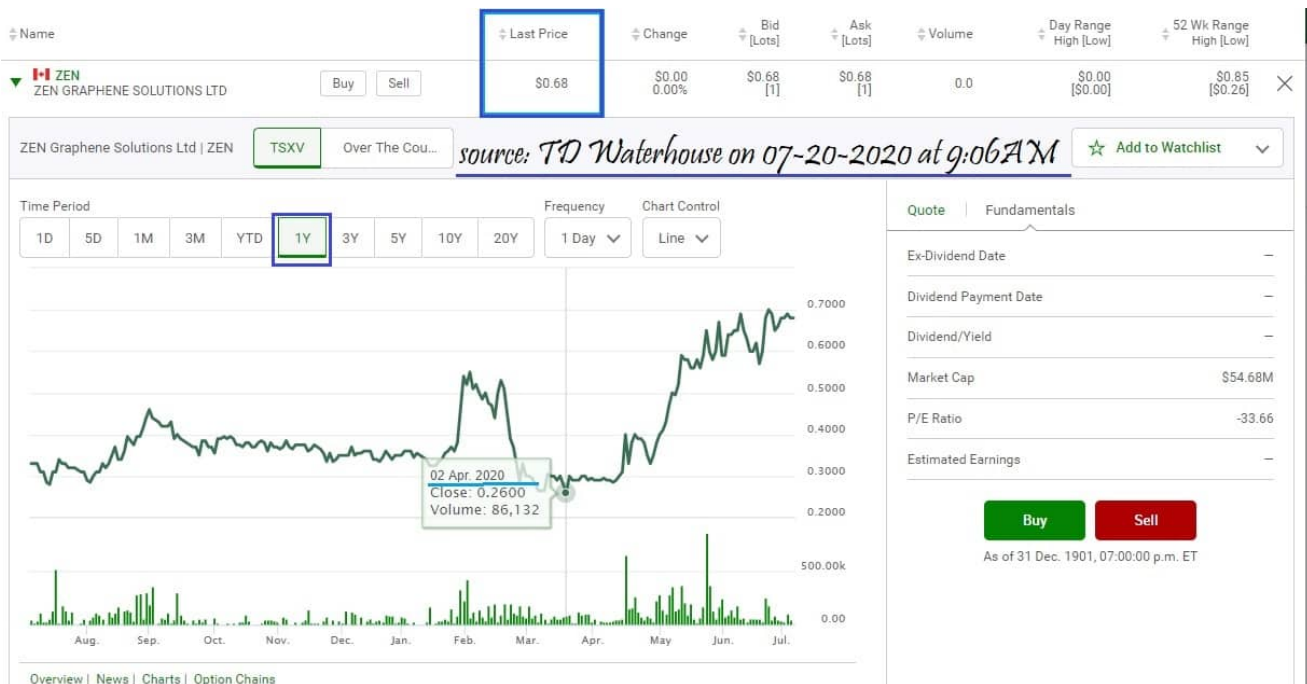 Name Last Price Change Bid [Lots] Ask [Lots] Volume Day Range High [Low] 52 Wk Range High [Low]
ZEN
ZEN GRAPHENE SOLUTIONS LTD Buy Sell $0.68 $0.00 0.00% $0.68 [1] $0.68 [1] 0.0 $0.00 [$0.00] $0.85 [$0.26]
ZEN Graphene Solutions Ltd | ZEN TSXV Over The Cou... source: TD Waterhouse on 07-20-2020 at 9:06AM Add to Watchlist
Time Period Frequency Chart Control
1D 5D 1M 3M YTD 1Y 3Y 5Y 10Y 20Y 1 Day Line
0.7000
0.6000
0.5000
0.4000
0.3000
0.2000
02 Apr. 2020
Close: 0.2600
Volume: 86,132
500.00k
0.00
Aug. Sep. Oct. Nov. Dec. Jan. Feb. Mar. Apr. May Jun. Jul.
Overview | News | Charts | Option Chains
Quote | Fundamentals
Ex-Dividend Date –
Dividend Payment Date –
Dividend/Yield –
Market Cap $54.68M
P/E Ratio -33.66
Estimated Earnings –
Buy Sell
As of 31 Dec. 1901, 07:00:00 p.m. ET